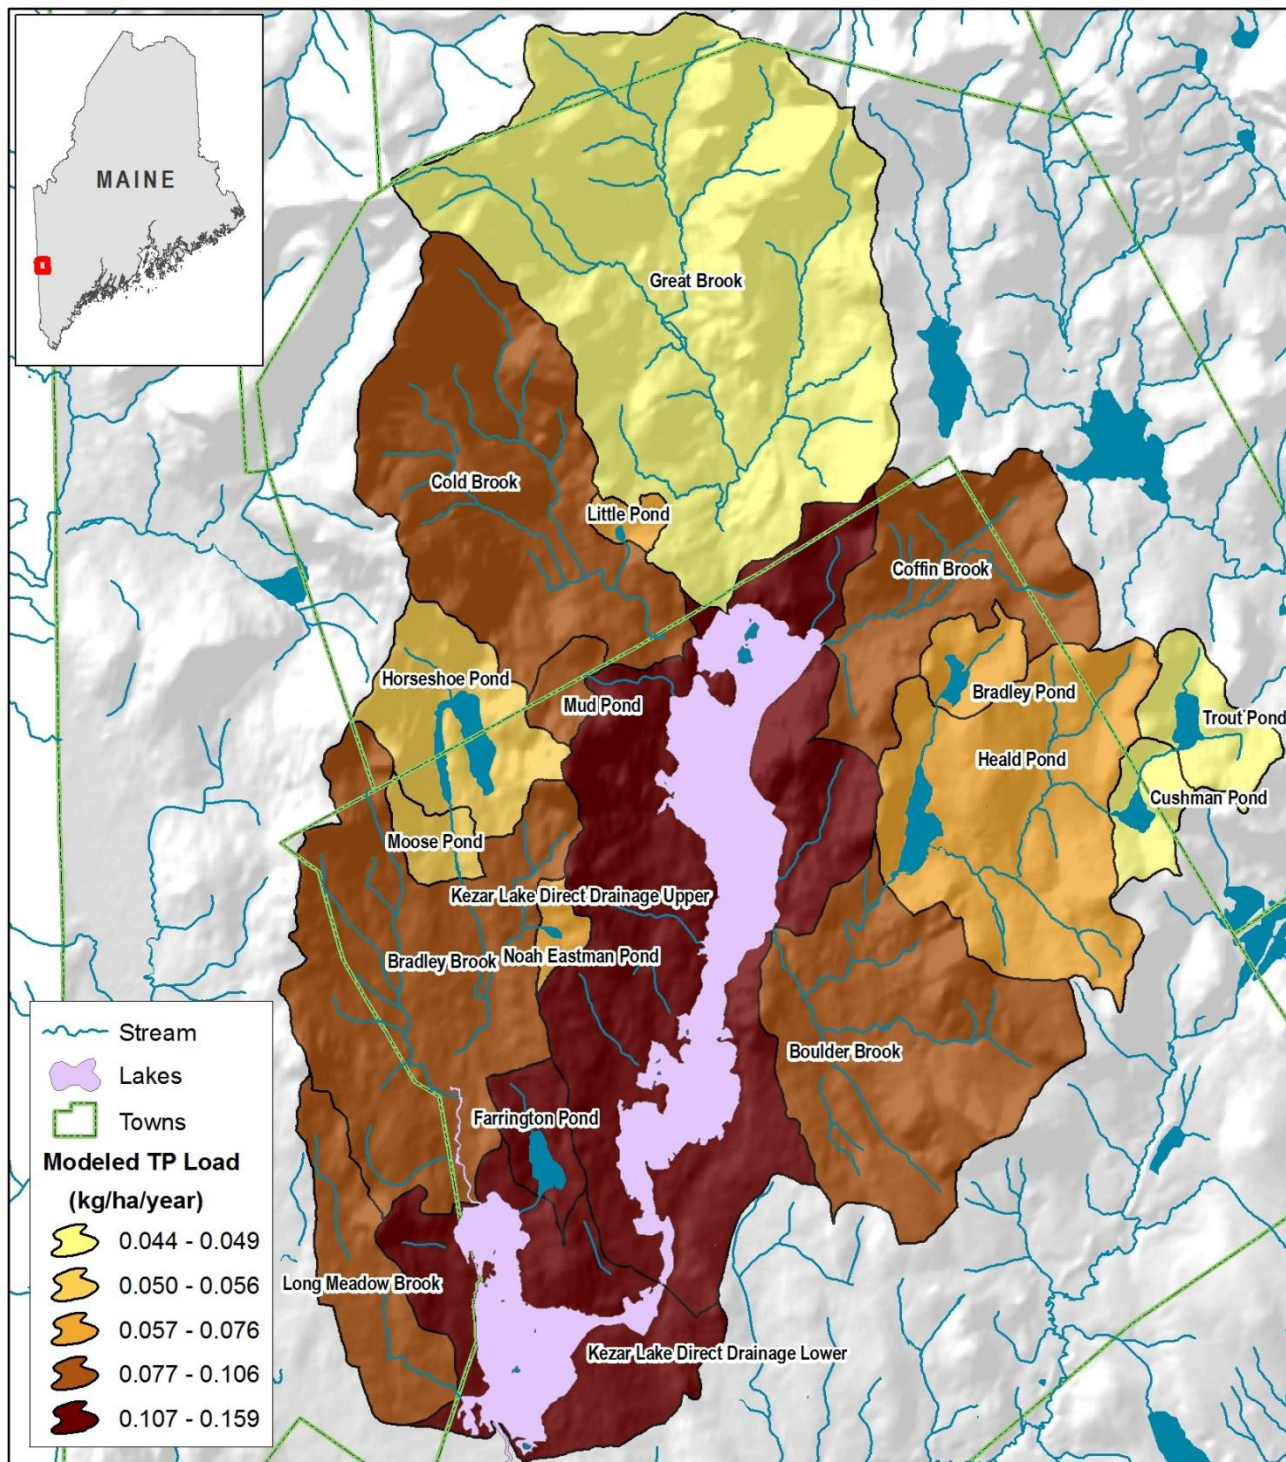 MAINE
Great Brook
Cold Brook
Little Pond
Coffin Brook
Horseshoe Pond
Mud Pond
Bradley Pond
Trout Pond
Heald Pond
Cushman Pond
Moose Pond
Kezar Lake Direct Drainage Upper
Bradley Brook
Noah Eastman Pond
Boulder Brook
Farrington Pond
Long Meadow Brook
Kezar Lake Direct Drainage Lower
Stream
Lakes
Towns
Modeled TP Load
(kg/ha/year)
0.044 - 0.049
0.050 - 0.056
0.057 - 0.076
0.077 - 0.106
0.107 - 0.159